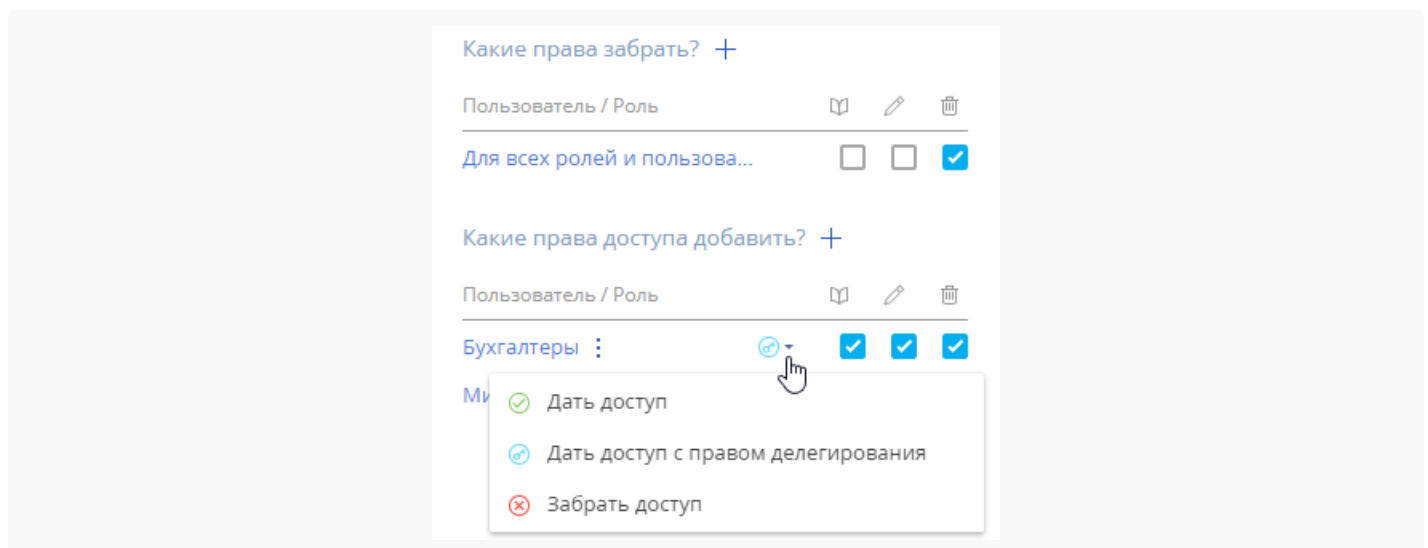 Какие права забрать?
Пользователь / Роль
Для всех ролей и пользова...
Какие права доступа добавить?
Пользователь / Роль
Бухгалтеры
Дать доступ
Дать доступ с правом делегирования
Забрать доступ